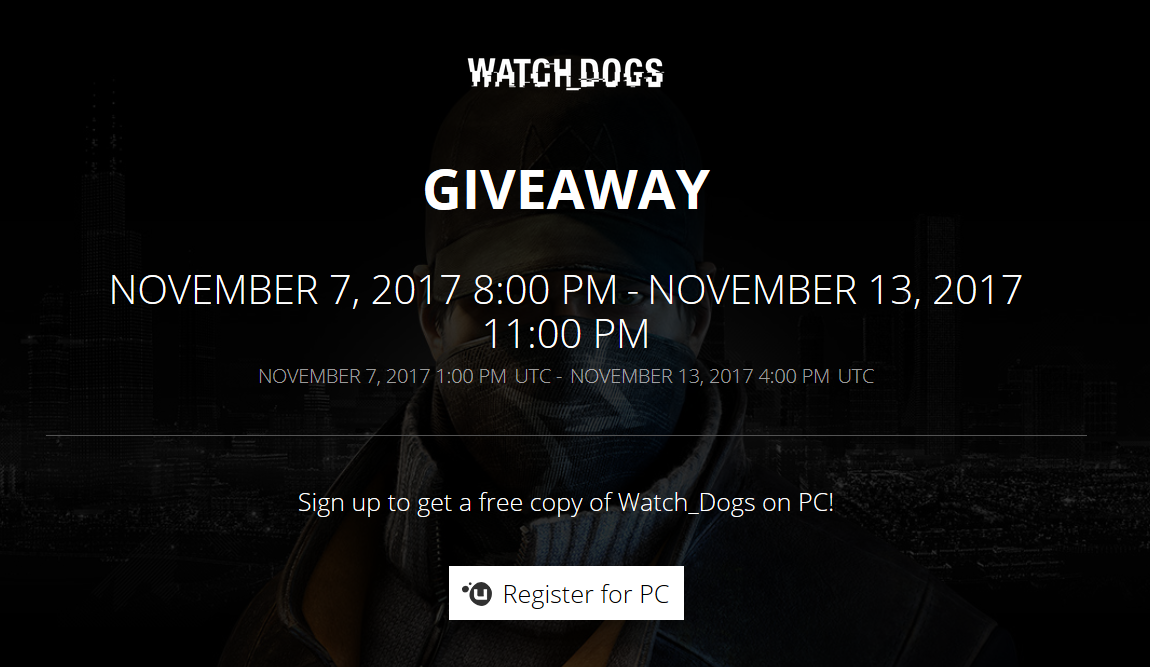 WATCH_DOGS
GIVEAWAY
NOVEMBER 7, 2017 8:00 PM - NOVEMBER 13, 2017
11:00 PM
NOVEMBER 7, 2017 1:00 PM UTC - NOVEMBER 13, 2017 4:00 PM UTC
Sign up to get a free copy of Watch_Dogs on PC!
Register for PC